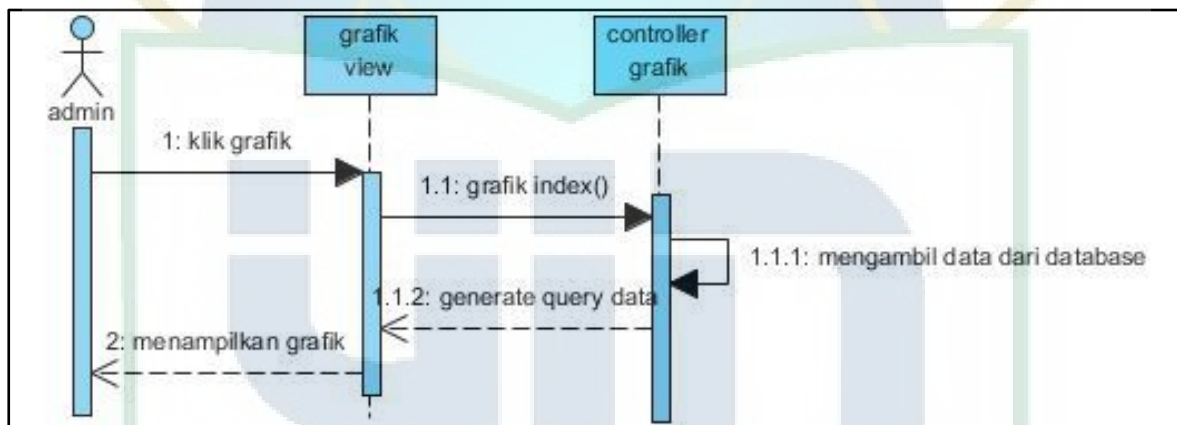 grafik
view
controller
grafik
admin
1: klik grafik
1.1: grafik index()
1.1.1: mengambil data dari database
1.1.2: generate query data
2: menampilkan grafik
uin